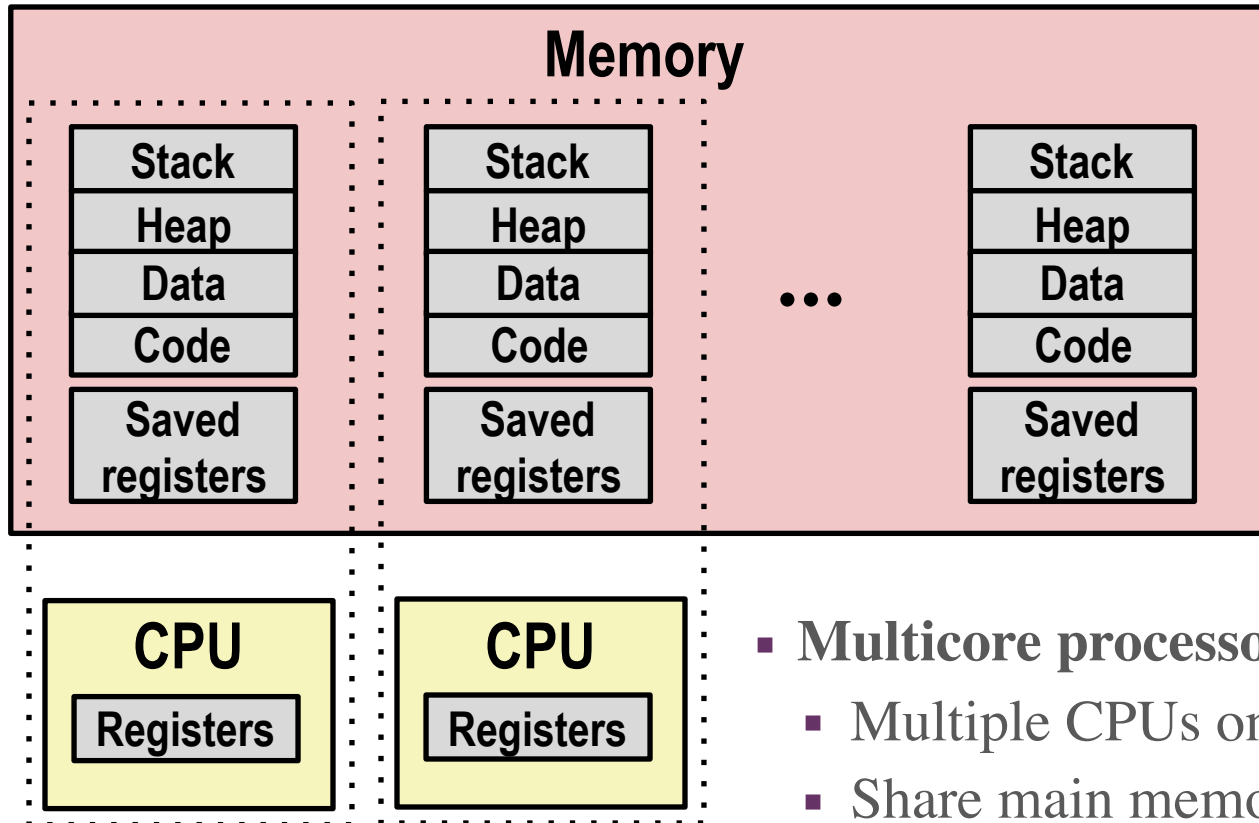 Memory
Stack
Heap
Data
Code
Saved
registers
Stack
Heap
Data
Code
Saved
registers
...
Stack
Heap
Data
Code
Saved
registers
CPU
Registers
CPU
Registers
▪ Multicore
▪ Multiple CPUs
▪ Share main